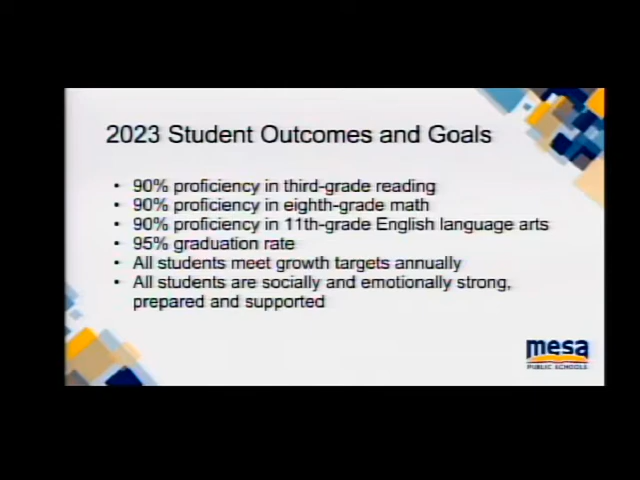 2023 Student Outcomes and Goals
• 90% proficiency in third-grade reading
• 90% proficiency in eighth-grade math
• 90% proficiency in 11th-grade English language arts
• 95% graduation rate
• All students meet growth targets annually
• All students are socially and emotionally strong,
prepared and supported
mesa
PUBLIC SCHOOLS